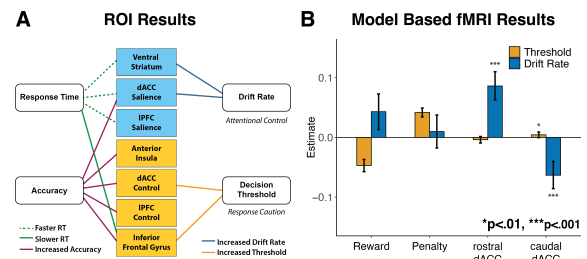 A
ROI Results
Ventral
Striatum
dACC
Salience
lPFC
Salience
Anterior
Insula
dACC
Control
lPFC
Control
Inferior
Frontal Gyrus
Response Time
Accuracy
Drift Rate
Attentional Control
Decision
Threshold
Response Caution
Faster RT
Slower RT
Increased Accuracy
Increased Drift Rate
Increased Threshold
B
Model Based fMRI Results
Threshold
Drift Rate
Estimate
0.1
0.0
−0.1
***
*
***
*p<.01, ***p<.001
Reward
Penalty
rostral
dACC
caudal
dACC